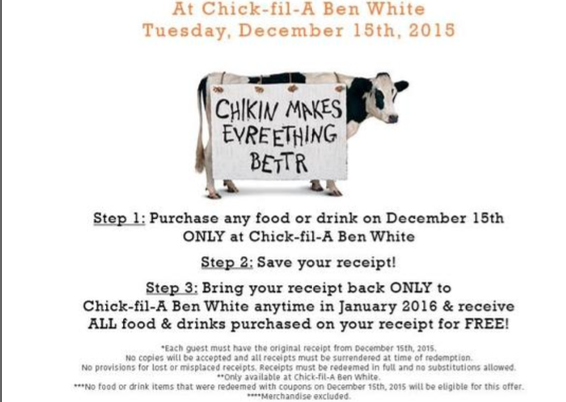 At Chick-fil-A Ben White
Tuesday, December 15th, 2015
CHIKIN MAKES
EVREETHING
BETTR
Step 1: Purchase any food or drink on December 15th
ONLY at Chick-fil-A Ben White
Step 2: Save your receipt!
Step 3: Bring your receipt back ONLY to
Chick-fil-A Ben White anytime in January 2016 & receive
ALL food & drinks purchased on your receipt for FREE!
*Each guest must have the original receipt from December 15th, 2015.
No copies will be accepted and all receipts must be surrendered at time of redemption.
No provisions for lost or misplaced receipts. Receipts must be redeemed in full and no substitutions allowed.
**Only available at Chick-fil-A Ben White.
***No food or drink items that were redeemed with coupons on December 15th, 2015 will be eligible for this offer.
****Merchandise excluded.